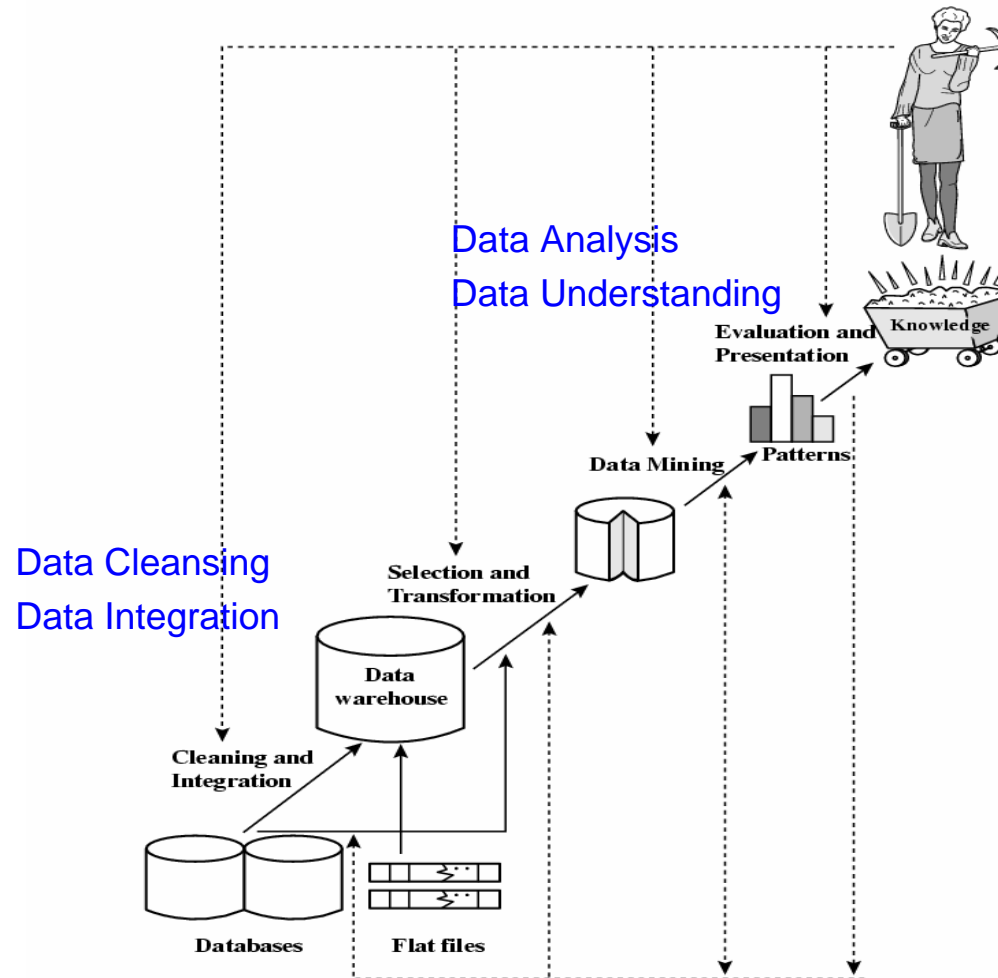 Data Analysis
Data Understanding
Evaluation and
Presentation
Knowledge
Patterns
Data Mining
Data Cleansing
Data Integration
Selection and
Transformation
Data
warehouse
Cleaning and
Integration
Databases
Flat files